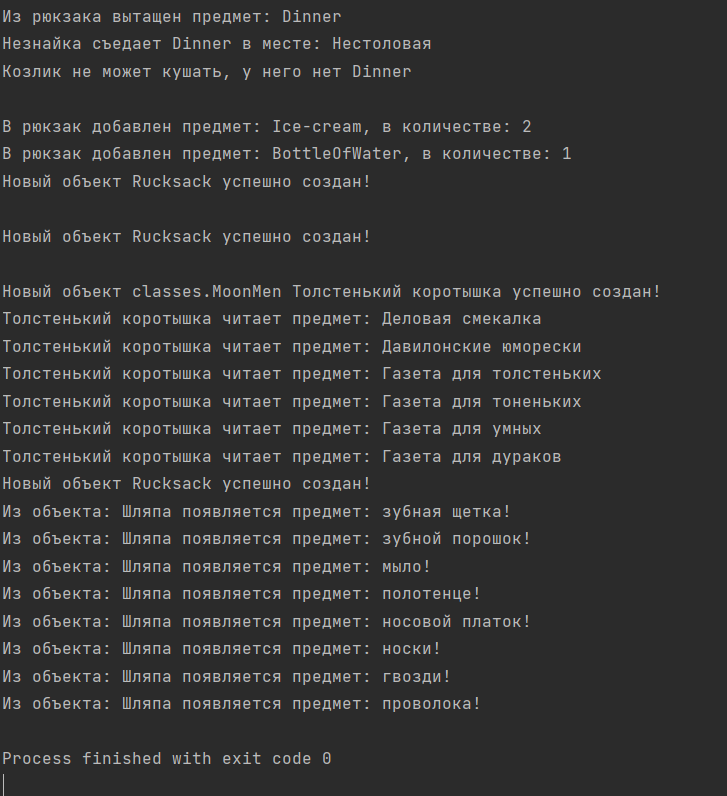 Из рюкзака вытащен предмет: Dinner
Незнайка съедает Dinner в месте: Нестоловая
Козлик не может кушать, у него нет Dinner
В рюкзак добавлен предмет: Ice-cream, в количестве: 2
В рюкзак добавлен предмет: BottleOfWater, в количестве: 1
Новый объект Rucksack успешно создан!
Новый объект Rucksack успешно создан!
Новый объект classes.MoonMen Толстенький коротышка успешно создан!
Толстенький коротышка читает предмет: Деловая смекалка
Толстенький коротышка читает предмет: Давилонские юморески
Толстенький коротышка читает предмет: Газета для толстеньких
Толстенький коротышка читает предмет: Газета для тоненьких
Толстенький коротышка читает предмет: Газета для умных
Толстенький коротышка читает предмет: Газета для дураков
Новый объект Rucksack успешно создан!
Из объекта: Шляпа появляется предмет: зубная щетка!
Из объекта: Шляпа появляется предмет: зубной порошок!
Из объекта: Шляпа появляется предмет: мыло!
Из объекта: Шляпа появляется предмет: полотенце!
Из объекта: Шляпа появляется предмет: носовой платок!
Из объекта: Шляпа появляется предмет: носки!
Из объекта: Шляпа появляется предмет: гвозди!
Из объекта: Шляпа появляется предмет: проволока!
Process finished with exit code 0